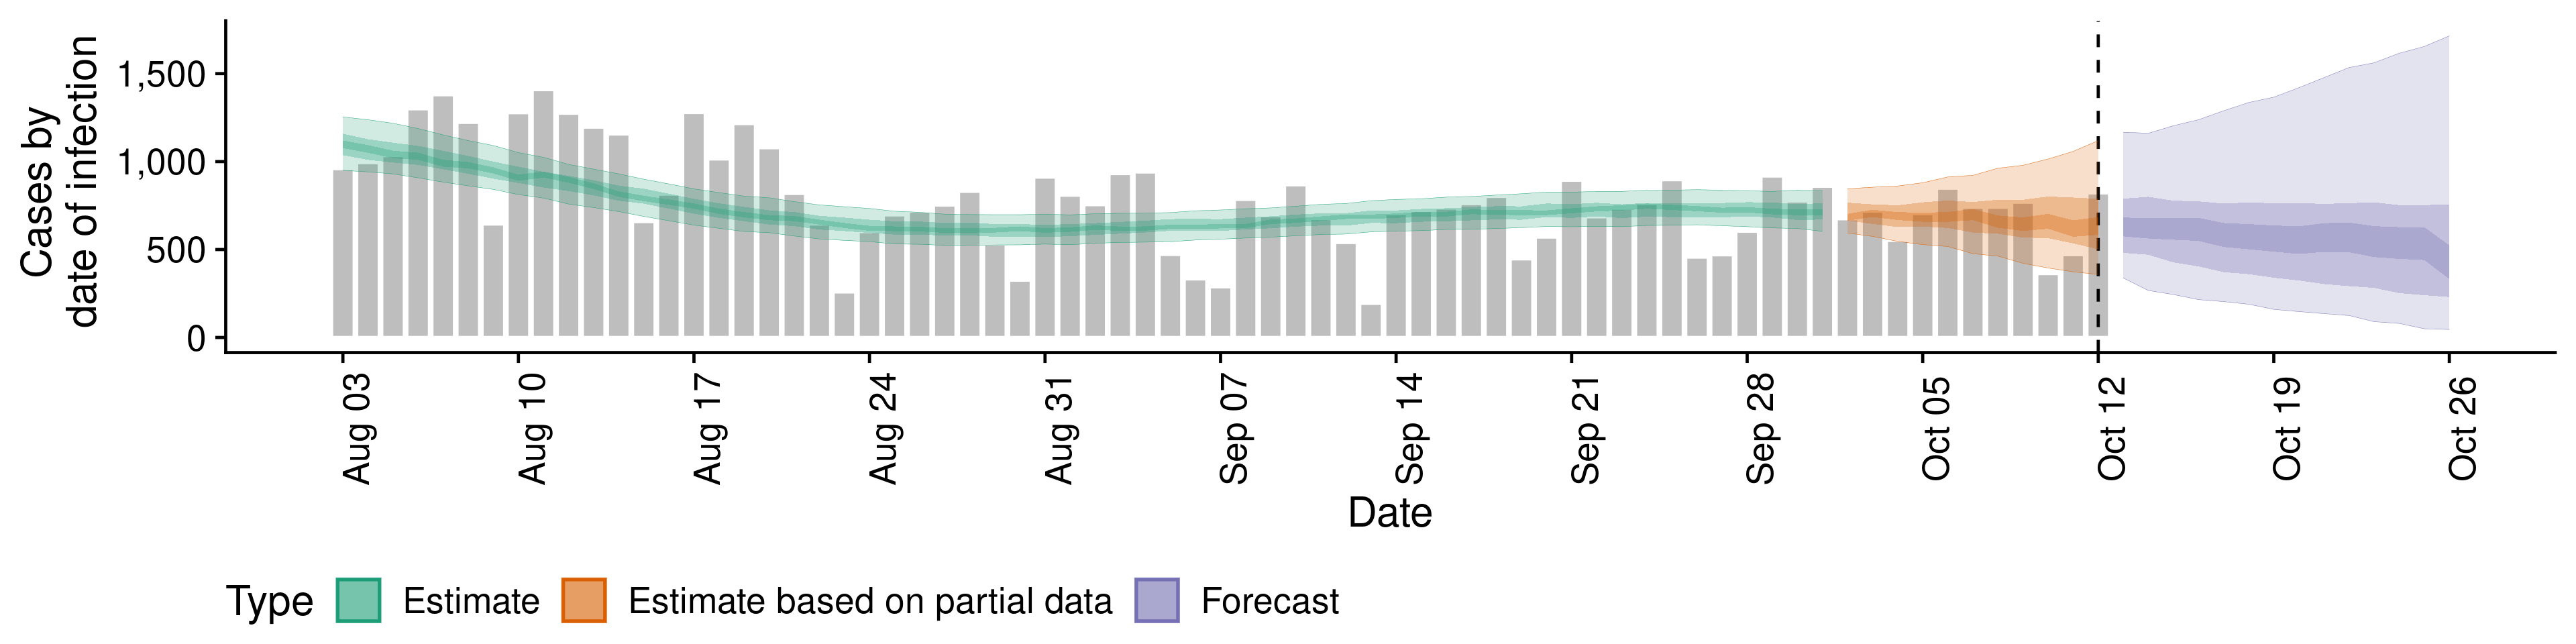 Cases by
date of infection
1,500
1,000
500
0
Aug 03
Aug 10
Aug 17
Aug 24
Aug 31
Sep 07
Sep 14
Sep 21
Sep 28
Oct 05
Oct 12
Oct 19
Oct 26
Date
Type Estimate Estimate based on partial data Forecast